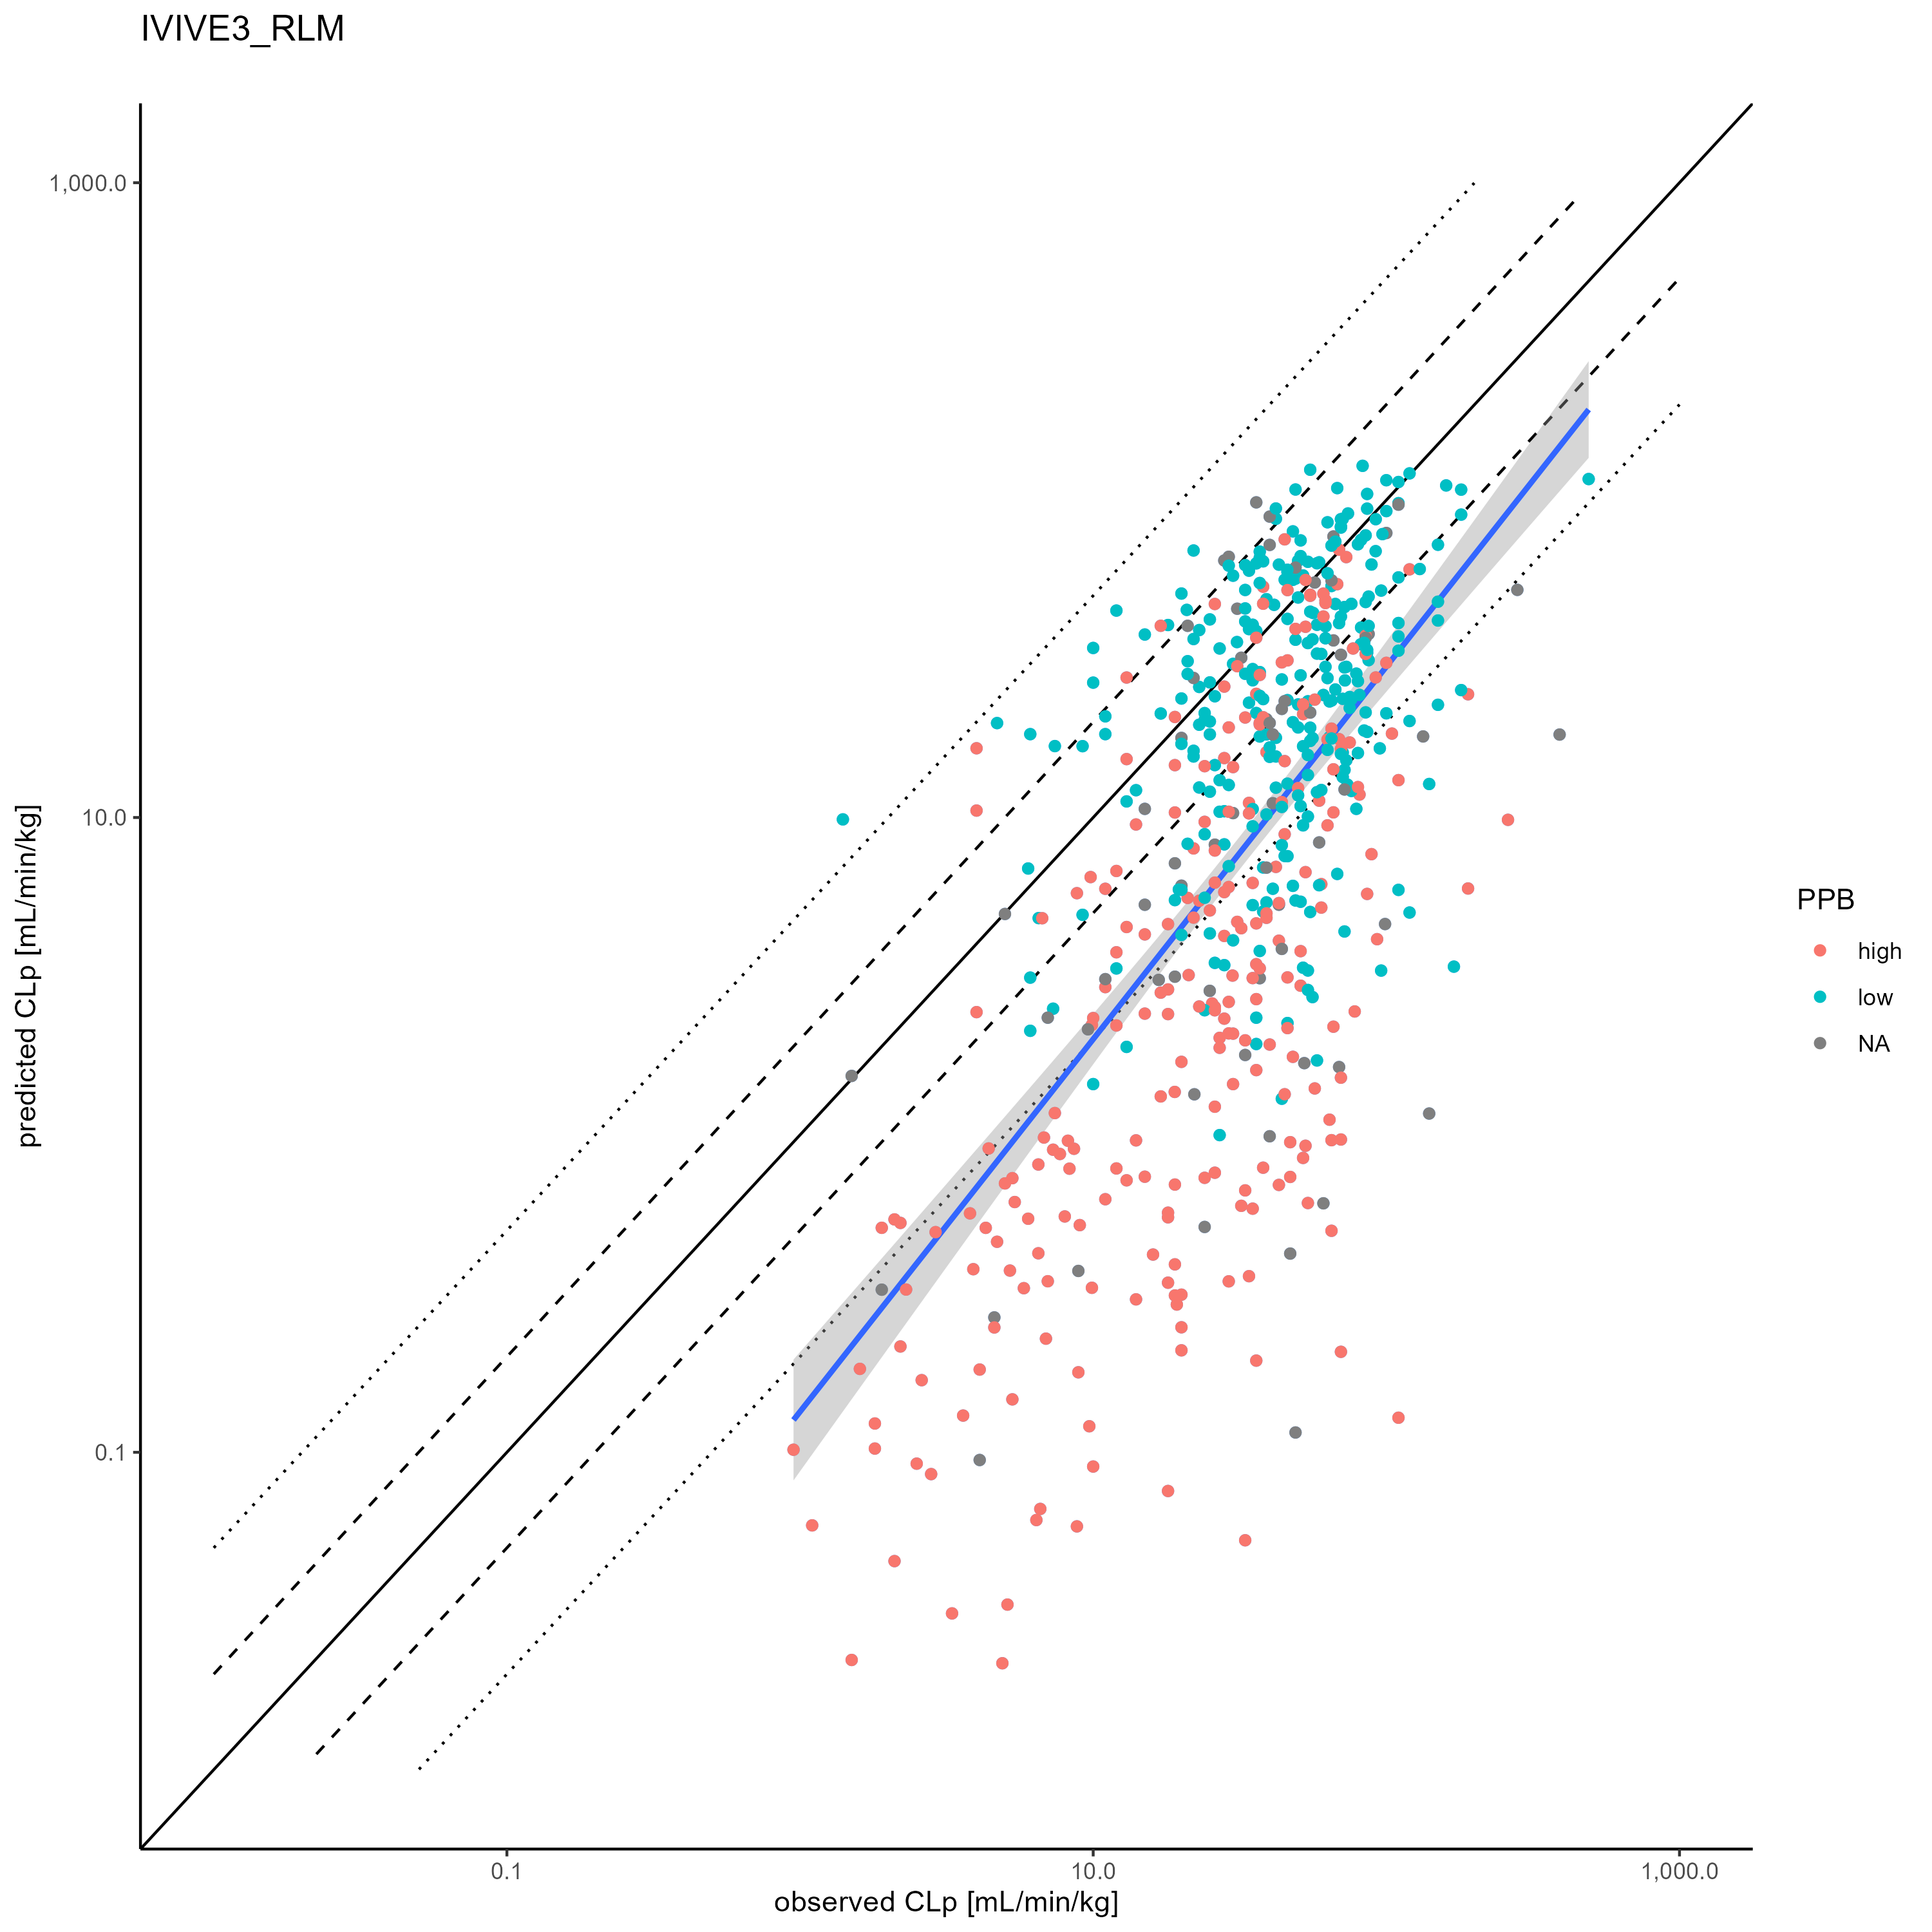 IVIVE3_RLM
1,000.0
10.0
0.1
predicted CLp [mL/min/kg]
0.1
10.0
1,000.0
observed CLp [mL/min/kg]
PPB
high
low
NA